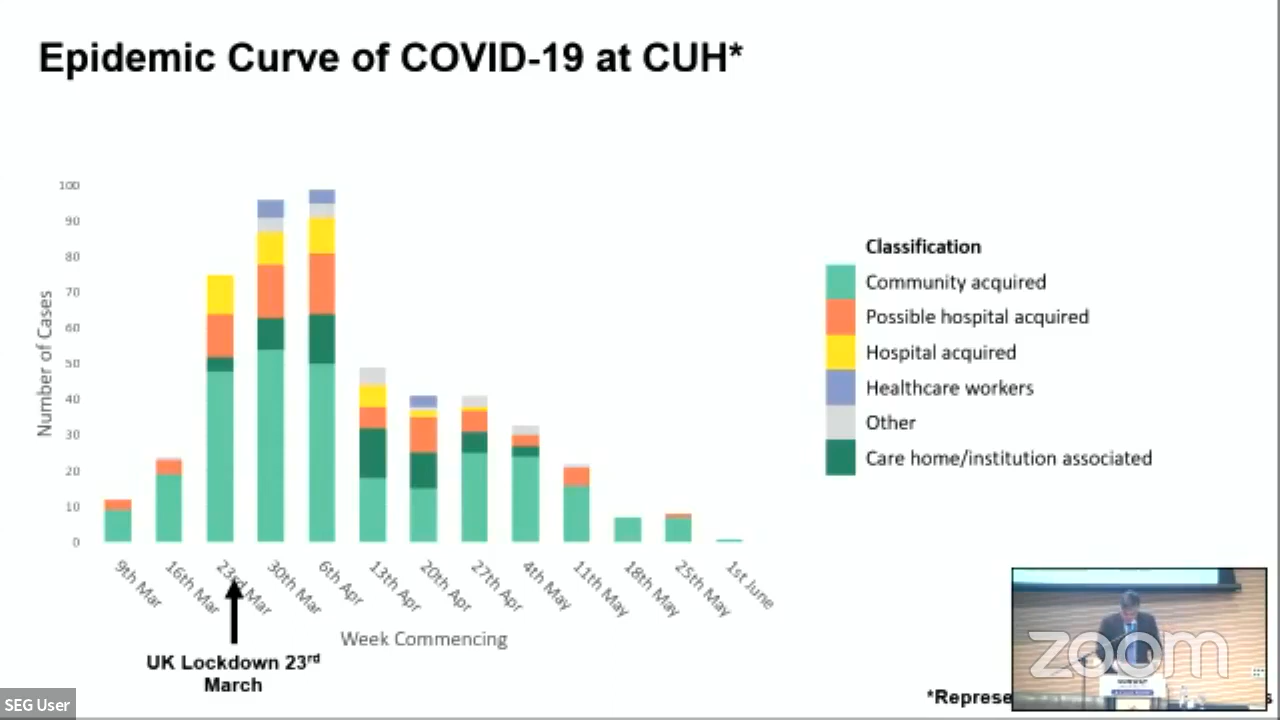 Epidemic Curve of COVID-19 at CUH*
100
90
80
70
60
50
40
30
20
10
0
Number of Cases
9th Mar
16th Mar
23rd Mar
30th Mar
6th Apr
13th Apr
20th Apr
27th Apr
4th May
11th May
18th May
25th May
1st June
Week Commencing
UK Lockdown 23rd
March
Classification
Community acquired
Possible hospital acquired
Hospital acquired
Healthcare workers
Other
Care home/institution associated
zoom
SEG User
*Represe
s